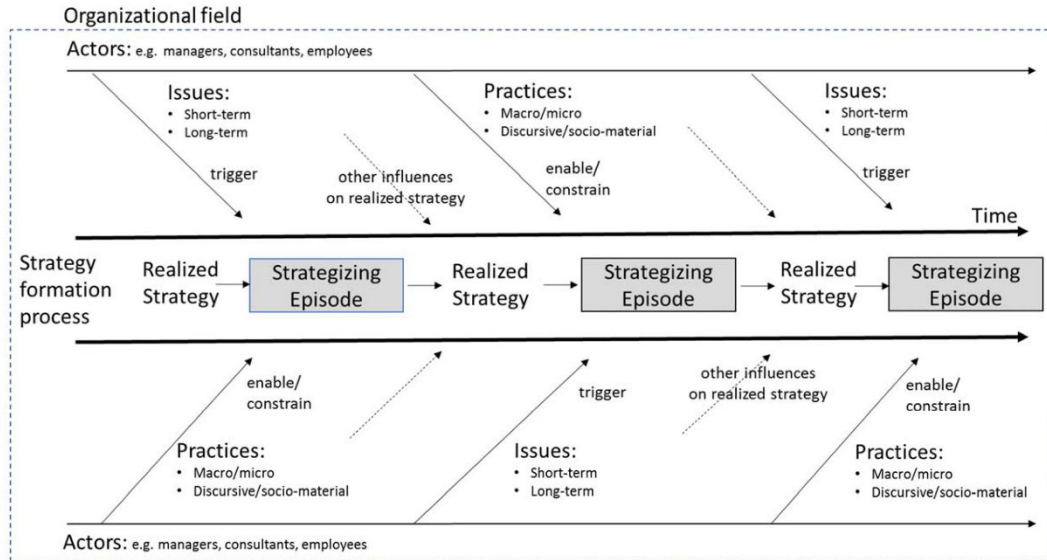 Organizational field
Actors: e.g. managers, consultants, employees
Issues:
• Short-term
• Long-term
trigger
other influences
on realized strategy
Practices:
• Macro/micro
• Discursive/socio-material
enable/
constrain
Issues:
• Short-term
• Long-term
trigger
Time
Strategy
formation
process
Realized
Strategy
Strategizing
Episode
Realized
Strategy
Strategizing
Episode
Realized
Strategy
Strategizing
Episode
enable/
constrain
Practices:
• Macro/micro
• Discursive/socio-material
trigger
Issues:
• Short-term
• Long-term
other influences
on realized strategy
enable/
constrain
Practices:
• Macro/micro
• Discursive/socio-material
Actors: e.g. managers, consultants, employees